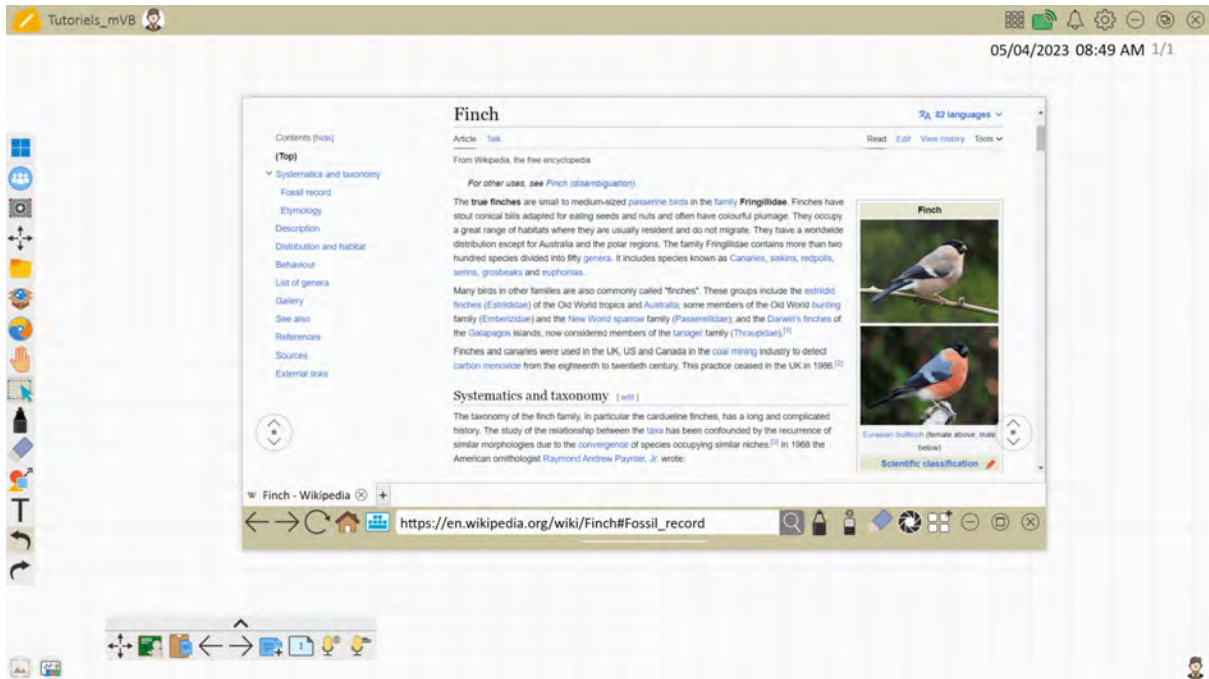 Tutoriels_mVB
05/04/2023 08:49 AM 1/1
Finch
82 languages
Contents [hide]
(Top)
Systematics and taxonomy
Fossil record
Etymology
Description
Distribution and habitat
Behaviour
List of genera
Gallery
See also
References
Sources
External links
Article Talk
Read Edit View history Tools
From Wikipedia, the free encyclopedia
For other uses, see Finch (disambiguation).
The true finches are small to medium-sized passerine birds in the family Fringillidae. Finches have
stout conical bills adapted for eating seeds and nuts and often have colourful plumage. They occupy
a great range of habitats where they are usually resident and do not migrate. They have a worldwide
distribution except for Australia and the polar regions. The family Fringillidae contains more than two
hundred species divided into fifty genera. It includes species known as Canaries, siskins, redpolls,
serins, grosbeaks and euphonias.
Many birds in other families are also commonly called "finches". These groups include the estrildid
finches (Estrildidae) of the Old World tropics and Australia; some members of the Old World bunting
family (Emberizidae) and the New World sparrow family (Passerellidae); and the Darwin's finches of
the Galapagos islands, now considered members of the tanager family (Thraupidae).[1]
Finches and canaries were used in the UK, US and Canada in the coal mining industry to detect
carbon monoxide from the eighteenth to twentieth century. This practice ceased in the UK in 1986.[2]
Systematics and taxonomy [edit]
The taxonomy of the finch family, in particular the cardueline finches, has a long and complicated
history. The study of the relationship between the taxa has been confounded by the recurrence of
similar morphologies due to the convergence of species occupying similar niches.[3] In 1968 the
American ornithologist Raymond Andrew Paynter, Jr. wrote:
Finch
Eurasian bullfinch (female above, male
below)
Scientific classification
W Finch - Wikipedia +
https://en.wikipedia.org/wiki/Finch#Fossil_record
T
1